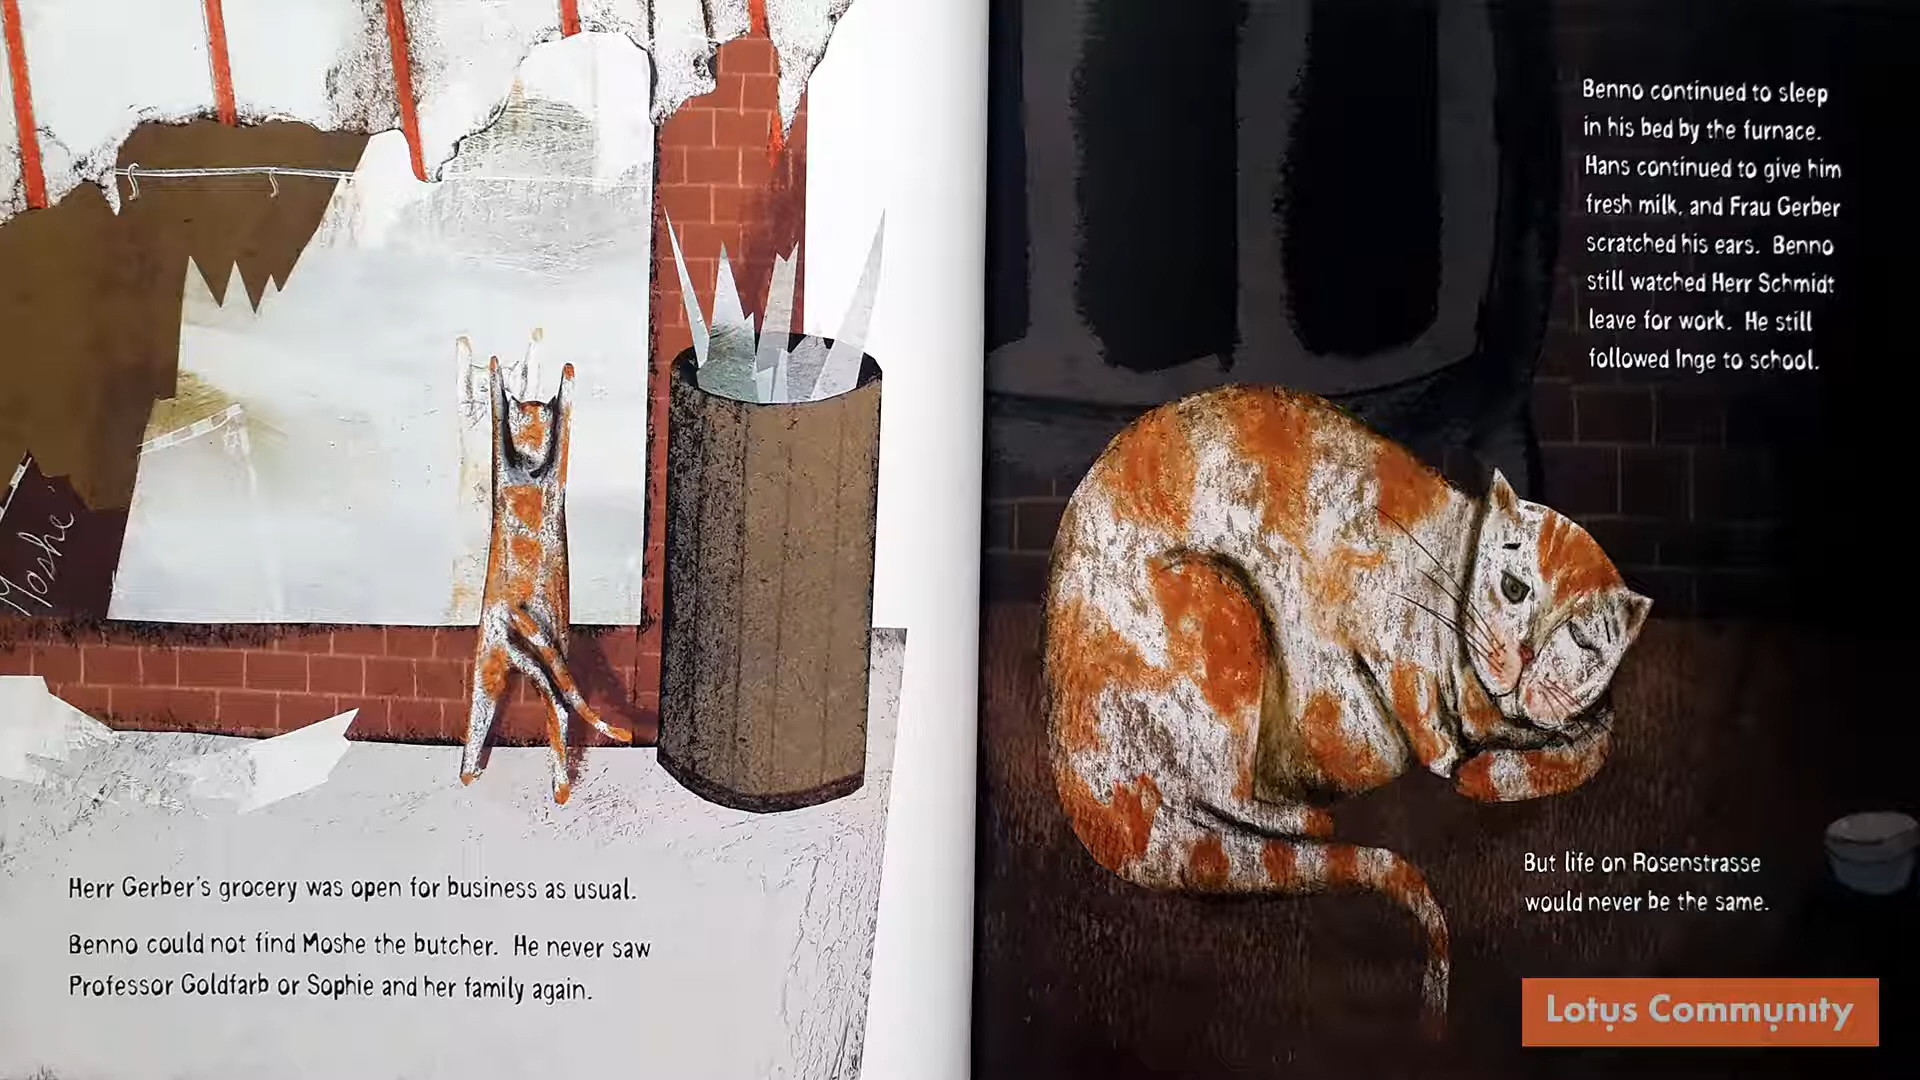 Moshe
Herr Gerber's grocery was open for business as usual.
Benno could not find Moshe the butcher. He never saw
Professor Goldfarb or Sophie and her family again.
Benno continued to sleep
in his bed by the furnace.
Hans continued to give him
fresh milk, and Frau Gerber
scratched his ears. Benno
still watched Herr Schmidt
leave for work. He still
followed Inge to school.
But life on Rosenstrasse
would never be the same.
Lotus Community